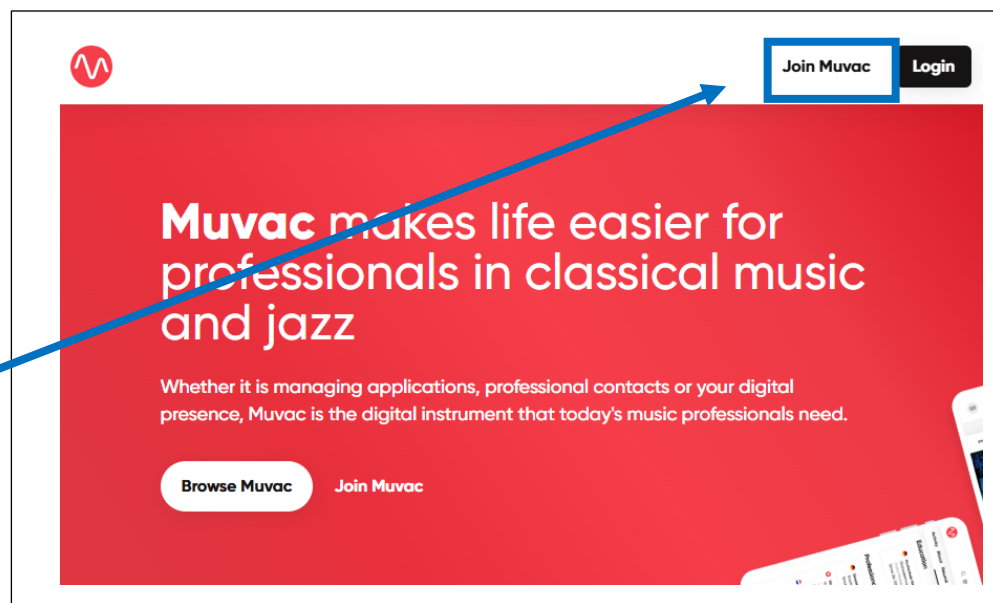 Join Muvac
Login
Muvac makes life easier for
professionals in classical music
and jazz
Whether it is managing applications, professional contacts or your digital
presence, Muvac is the digital instrument that today's music professionals need.
Browse Muvac
Join Muvac
Education